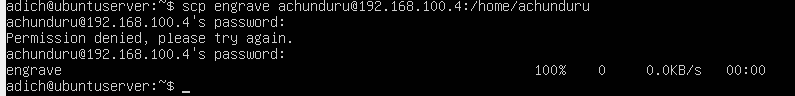 adich@ubuntuserver:~$ scp engrave achunduru@192.168.100.4:/home/achunduru
achunduru@192.168.100.4's password:
Permission denied, please try again.
achunduru@192.168.100.4's password:
engrave 100% 0 0.0KB/s 00:00
adich@ubuntuserver:~$ _